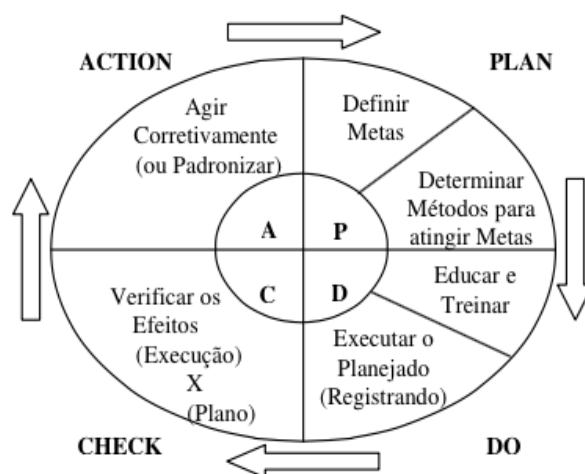 ACTION
PLAN
Agir
Corretivamente
(ou Padronizar)
Definir
Metas
Determinar
Métodos para
atingir Metas
A
P
C
D
Educar e
Treinar
Executar o
Planejado
(Registrando)
Verificar os
Efeitos
(Execução)
X
(Plano)
CHECK
DO